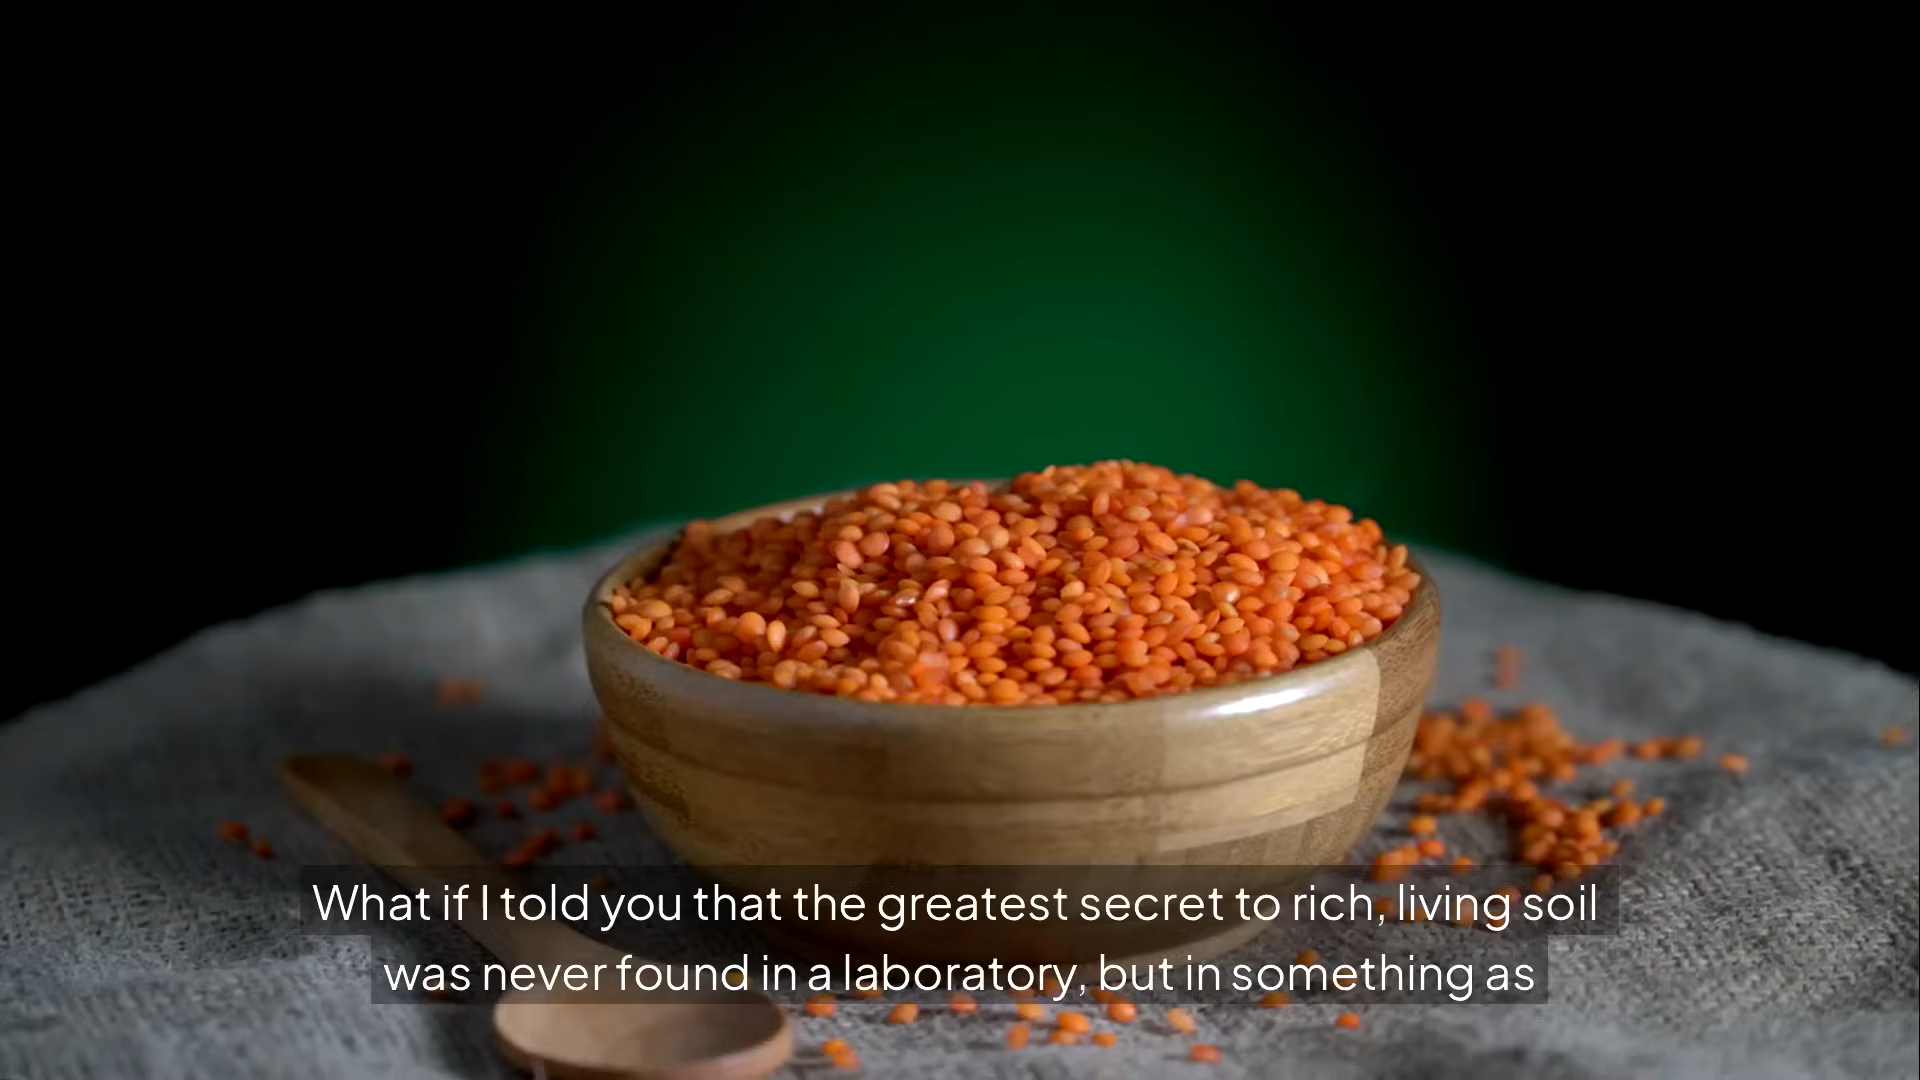 What if I told you that the greatest secret to rich, living soil
was never found in a laboratory, but in something as